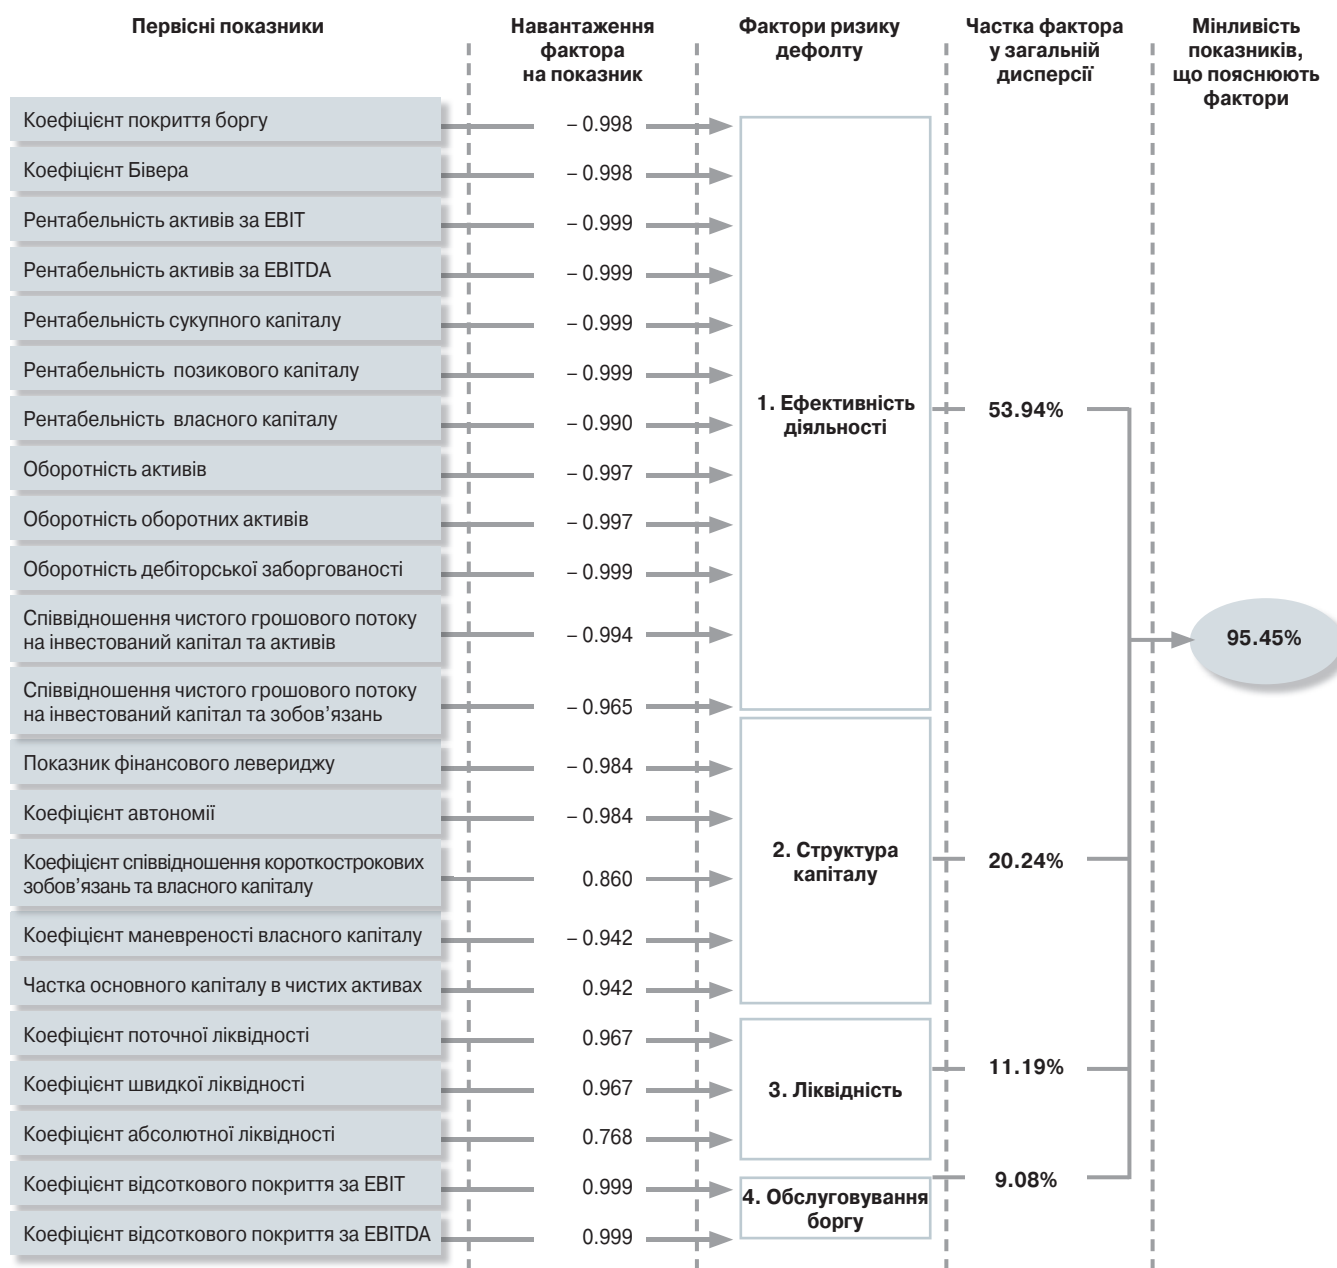 Первісні показники
Навантаження
фактора
на показник
Фактори ризику
дефолту
Частка фактора
у загальній
дисперсії
Мінливість
показників,
що пояснюють
фактори
Коефіцієнт покриття боргу
– 0.998
Коефіцієнт Бівера
– 0.998
Рентабельність активів за EBIT
– 0.999
Рентабельність активів за EBITDA
– 0.999
Рентабельність сукупного капіталу
– 0.999
Рентабельність позикового капіталу
– 0.999
Рентабельність власного капіталу
– 0.990
Оборотність активів
– 0.997
Оборотність оборотних активів
– 0.997
Оборотність дебіторської заборгованості
– 0.999
Співвідношення чистого грошового потоку
на інвестований капітал та активів
– 0.994
Співвідношення чистого грошового потоку
на інвестований капітал та зобов’язань
– 0.965
1. Ефективність
діяльності
53.94%
Показник фінансового левериджу
– 0.984
Коефіцієнт автономії
– 0.984
Коефіцієнт співвідношення короткострокових
зобов’язань та власного капіталу
0.860
Коефіцієнт маневреності власного капіталу
– 0.942
Частка основного капіталу в чистих активах
0.942
2. Структура
капіталу
20.24%
Коефіцієнт поточної ліквідності
0.967
Коефіцієнт швидкої ліквідності
0.967
Коефіцієнт абсолютної ліквідності
0.768
3. Ліквідність
11.19%
Коефіцієнт відсоткового покриття за EBIT
0.999
Коефіцієнт відсоткового покриття за EBITDA
0.999
4. Обслуговування
боргу
9.08%
95.45%